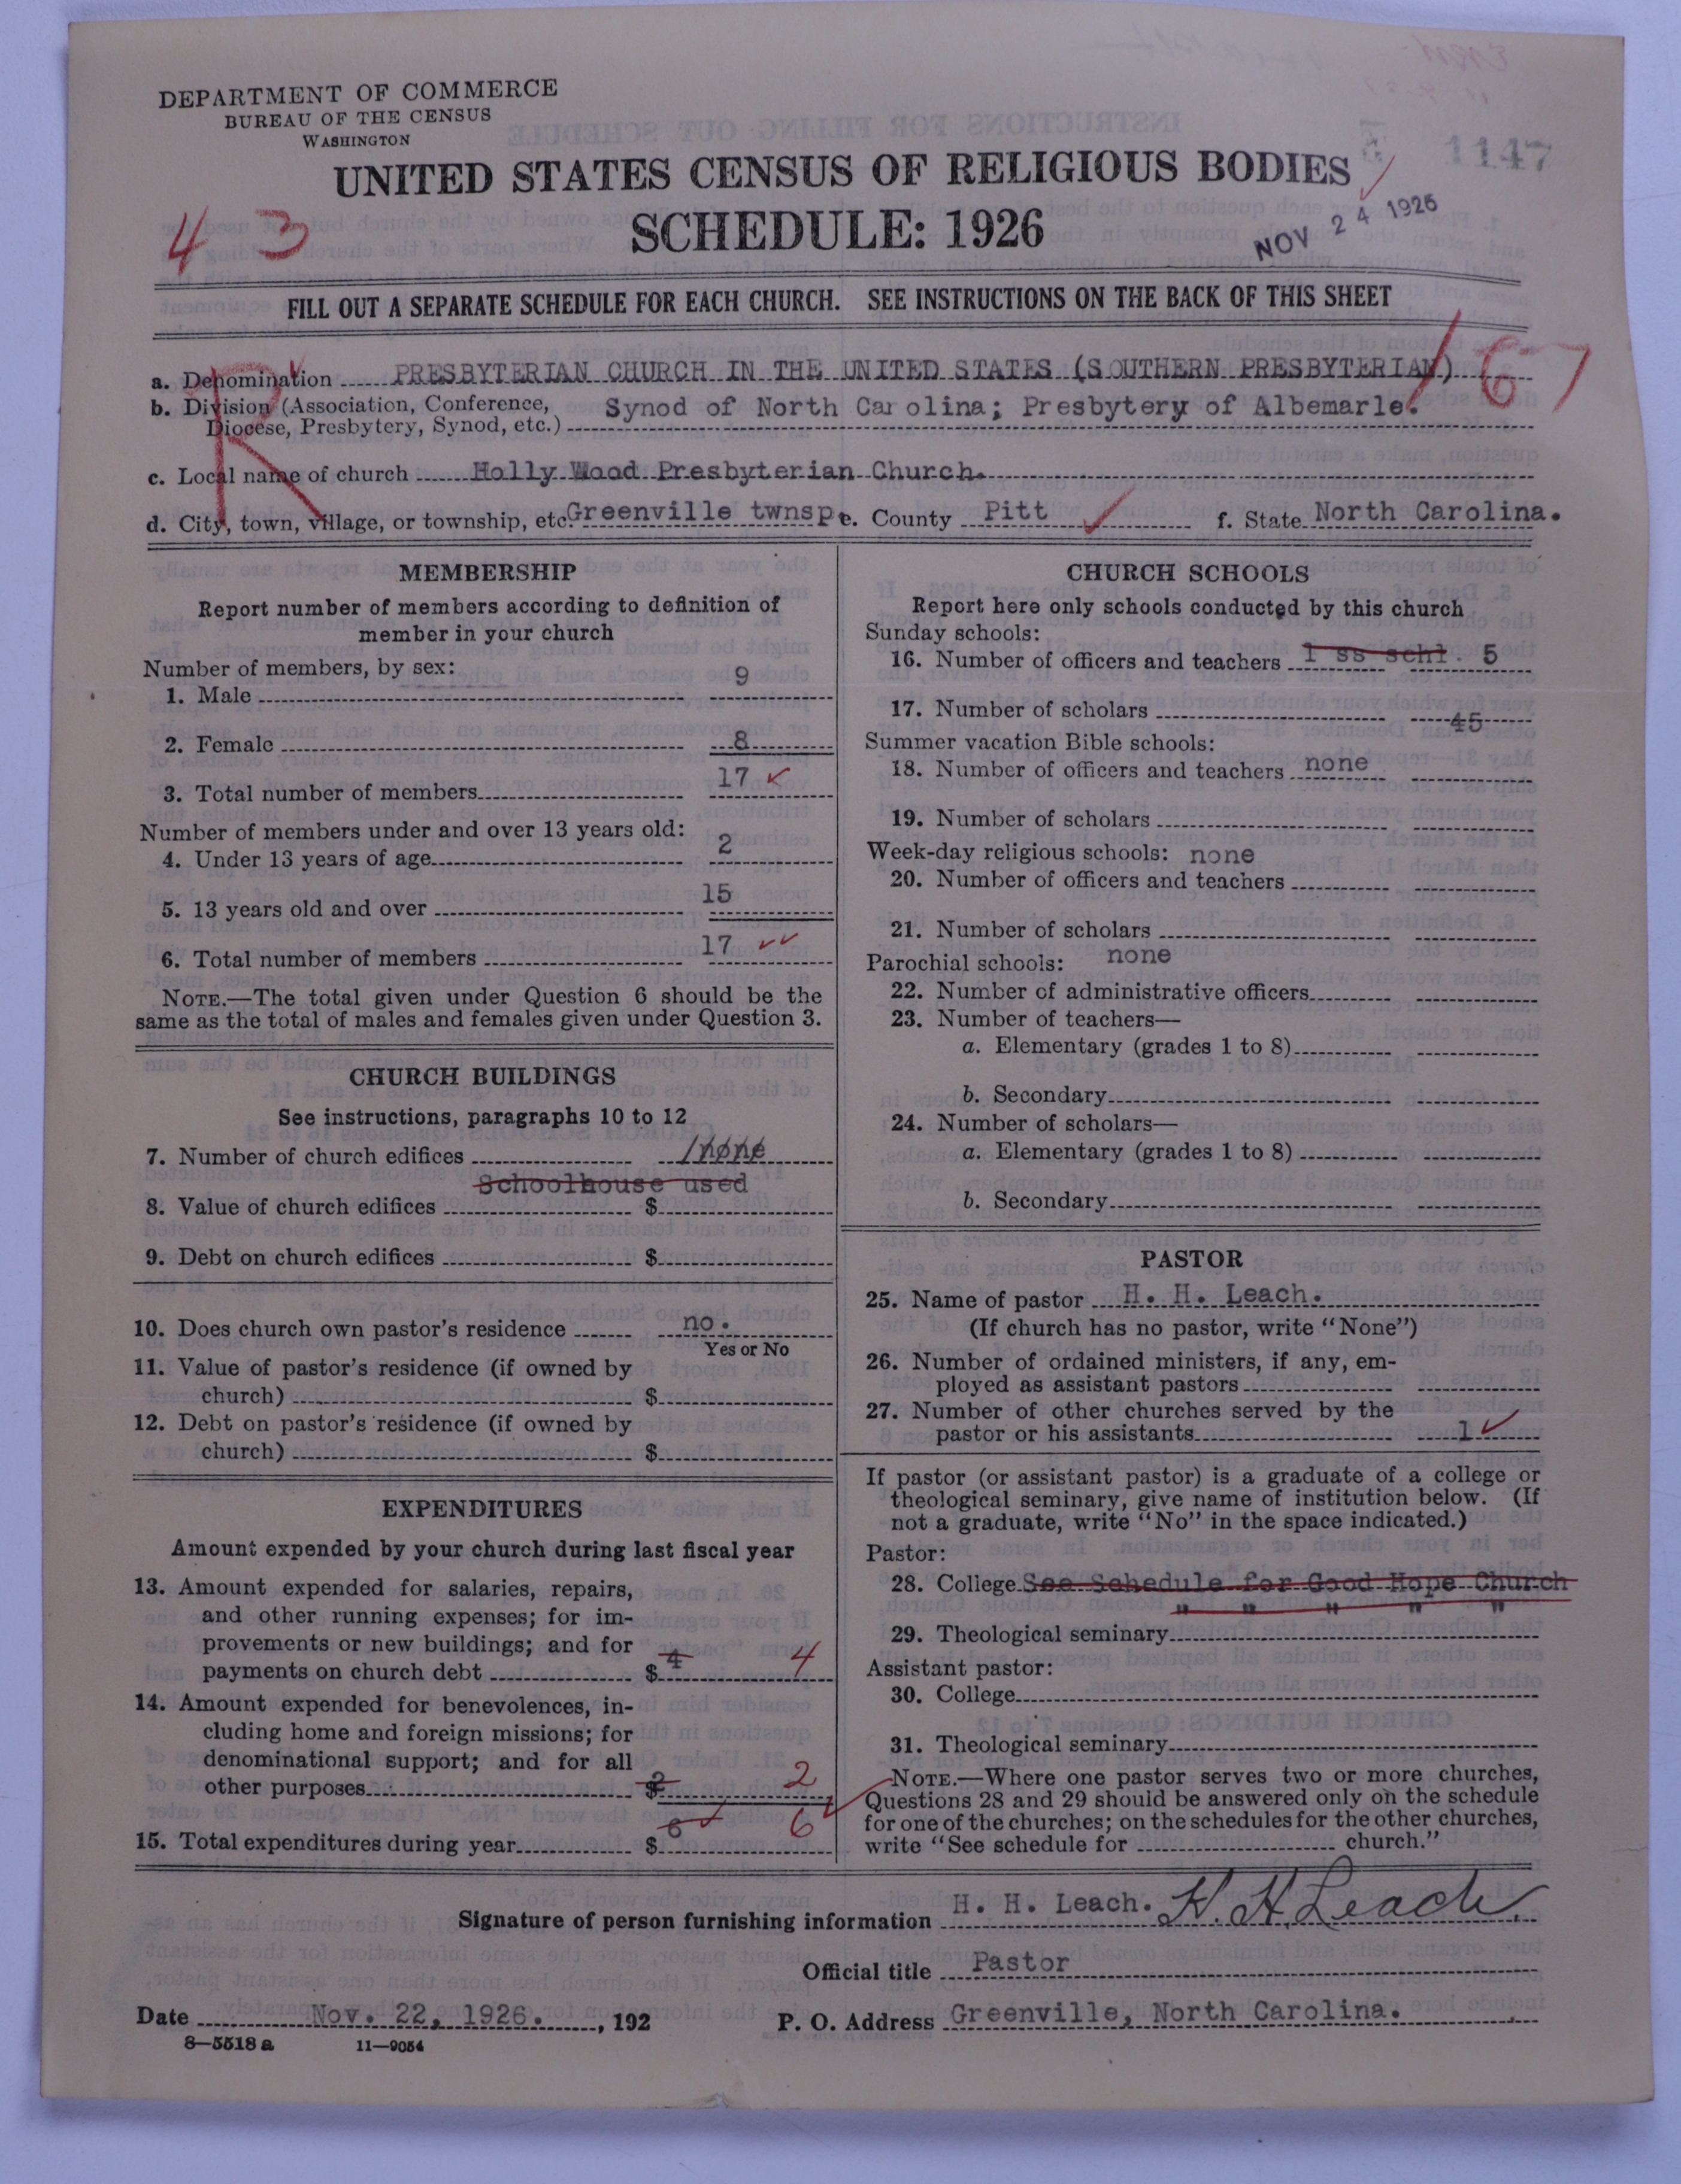 DEPARTMENT OF COMMERCE
BUREAU OF THE CENSUS
WASHINGTON
1147
UNITED STATES CENSUS OF RELIGIOUS BODIES
SCHEDULE: 1926
NOV 24 1926
43
FILL OUT A SEPARATE SCHEDULE FOR EACH CHURCH. SEE INSTRUCTIONS ON THE BACK OF THIS SHEET
167
R
a. Denomination PRESBYTERIAN CHURCH IN THE UNITED STATES (SOUTHERN PRESBYTERIAN)
b. Division (Association, Conference, Diocese, Presbytery, Synod, etc.) Synod of North Carolina; Presbytery of Albemarle.
c. Local name of church Holly Wood Presbyterian Church.
d. City, town, village, or township, etc. Greenville twnsp e. County Pitt f. State North Carolina.
MEMBERSHIP
Report number of members according to definition of
member in your church
Number of members, by sex:
1. Male 9
2. Female 8
3. Total number of members 17
Number of members under and over 13 years old:
4. Under 13 years of age 2
5. 13 years old and over 15
6. Total number of members 17
NOTE.—The total given under Question 6 should be the
same as the total of males and females given under Question 3.
CHURCH BUILDINGS
See instructions, paragraphs 10 to 12
7. Number of church edifices none
Schoolhouse used
8. Value of church edifices $
9. Debt on church edifices $
10. Does church own pastor's residence no.
Yes or No
11. Value of pastor's residence (if owned by
church) $
12. Debt on pastor's residence (if owned by
church) $
EXPENDITURES
Amount expended by your church during last fiscal year
13. Amount expended for salaries, repairs,
and other running expenses; for im-
provements or new buildings; and for
payments on church debt $ 4 4
14. Amount expended for benevolences, in-
cluding home and foreign missions; for
denominational support; and for all
other purposes $ 2 2
15. Total expenditures during year $ 6 6
CHURCH SCHOOLS
Report here only schools conducted by this church
Sunday schools:
16. Number of officers and teachers 1 ss schl. 5
17. Number of scholars 45
Summer vacation Bible schools:
18. Number of officers and teachers none
19. Number of scholars
Week-day religious schools: none
20. Number of officers and teachers
21. Number of scholars
Parochial schools: none
22. Number of administrative officers
23. Number of teachers—
a. Elementary (grades 1 to 8)
b. Secondary
24. Number of scholars—
a. Elementary (grades 1 to 8)
b. Secondary
PASTOR
25. Name of pastor H. H. Leach.
(If church has no pastor, write "None")
26. Number of ordained ministers, if any, em-
ployed as assistant pastors
27. Number of other churches served by the
pastor or his assistants 1
If pastor (or assistant pastor) is a graduate of a college or
theological seminary, give name of institution below. (If
not a graduate, write "No" in the space indicated.)
Pastor:
28. College See Schedule for Good Hope Church
" " " " "
29. Theological seminary
Assistant pastor:
30. College
31. Theological seminary
NOTE.—Where one pastor serves two or more churches,
Questions 28 and 29 should be answered only on the schedule
for one of the churches; on the schedules for the other churches,
write "See schedule for church."
Signature of person furnishing information H. H. Leach. H. H. Leach
Official title Pastor
Date Nov. 22, 1926. , 192 P. O. Address Greenville, North Carolina.
8—5518 a 11—9054